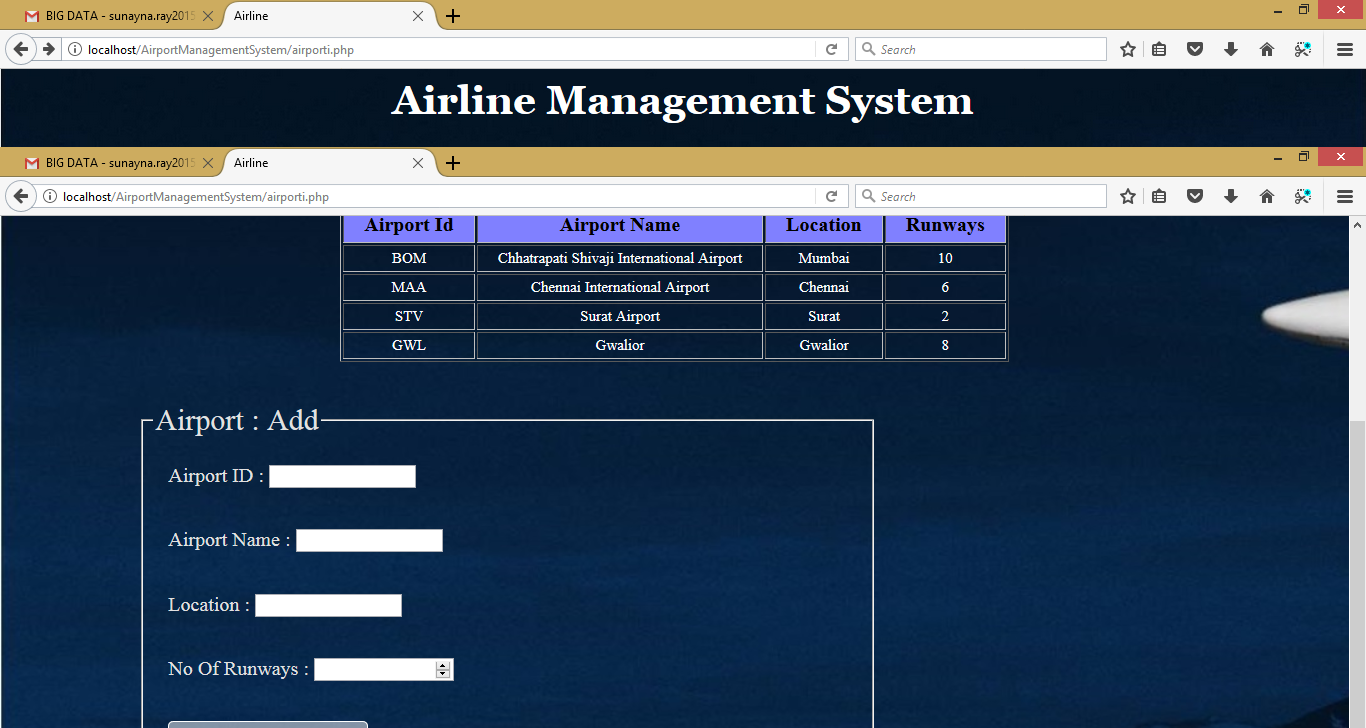 BIG DATA - sunayna.ray2015
Airline
localhost/AirportManagementSystem/airporti.php
Search
Airline Management System
BIG DATA - sunayna.ray2015
Airline
localhost/AirportManagementSystem/airporti.php
Search
Airport Id Airport Name Location Runways
BOM Chhatrapati Shivaji International Airport Mumbai 10
MAA Chennai International Airport Chennai 6
STV Surat Airport Surat 2
GWL Gwalior Gwalior 8
Airport : Add
Airport ID :
Airport Name :
Location :
No Of Runways :